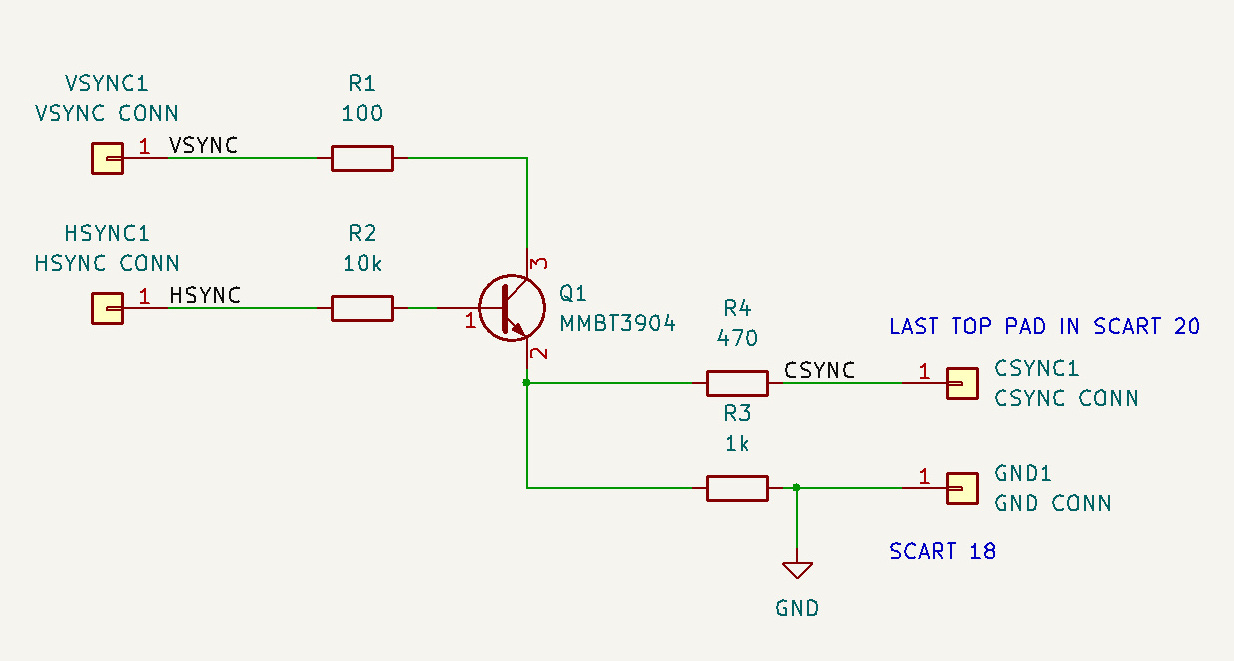 VSYNC1
VSYNC CONN
1
VSYNC
R1
100
HSYNC1
HSYNC CONN
1
HSYNC
R2
10k
3
1
2
Q1
MMBT3904
R4
470
CSYNC
LAST TOP PAD IN SCART 20
1
CSYNC1
CSYNC CONN
R3
1k
1
GND1
GND CONN
SCART 18
GND